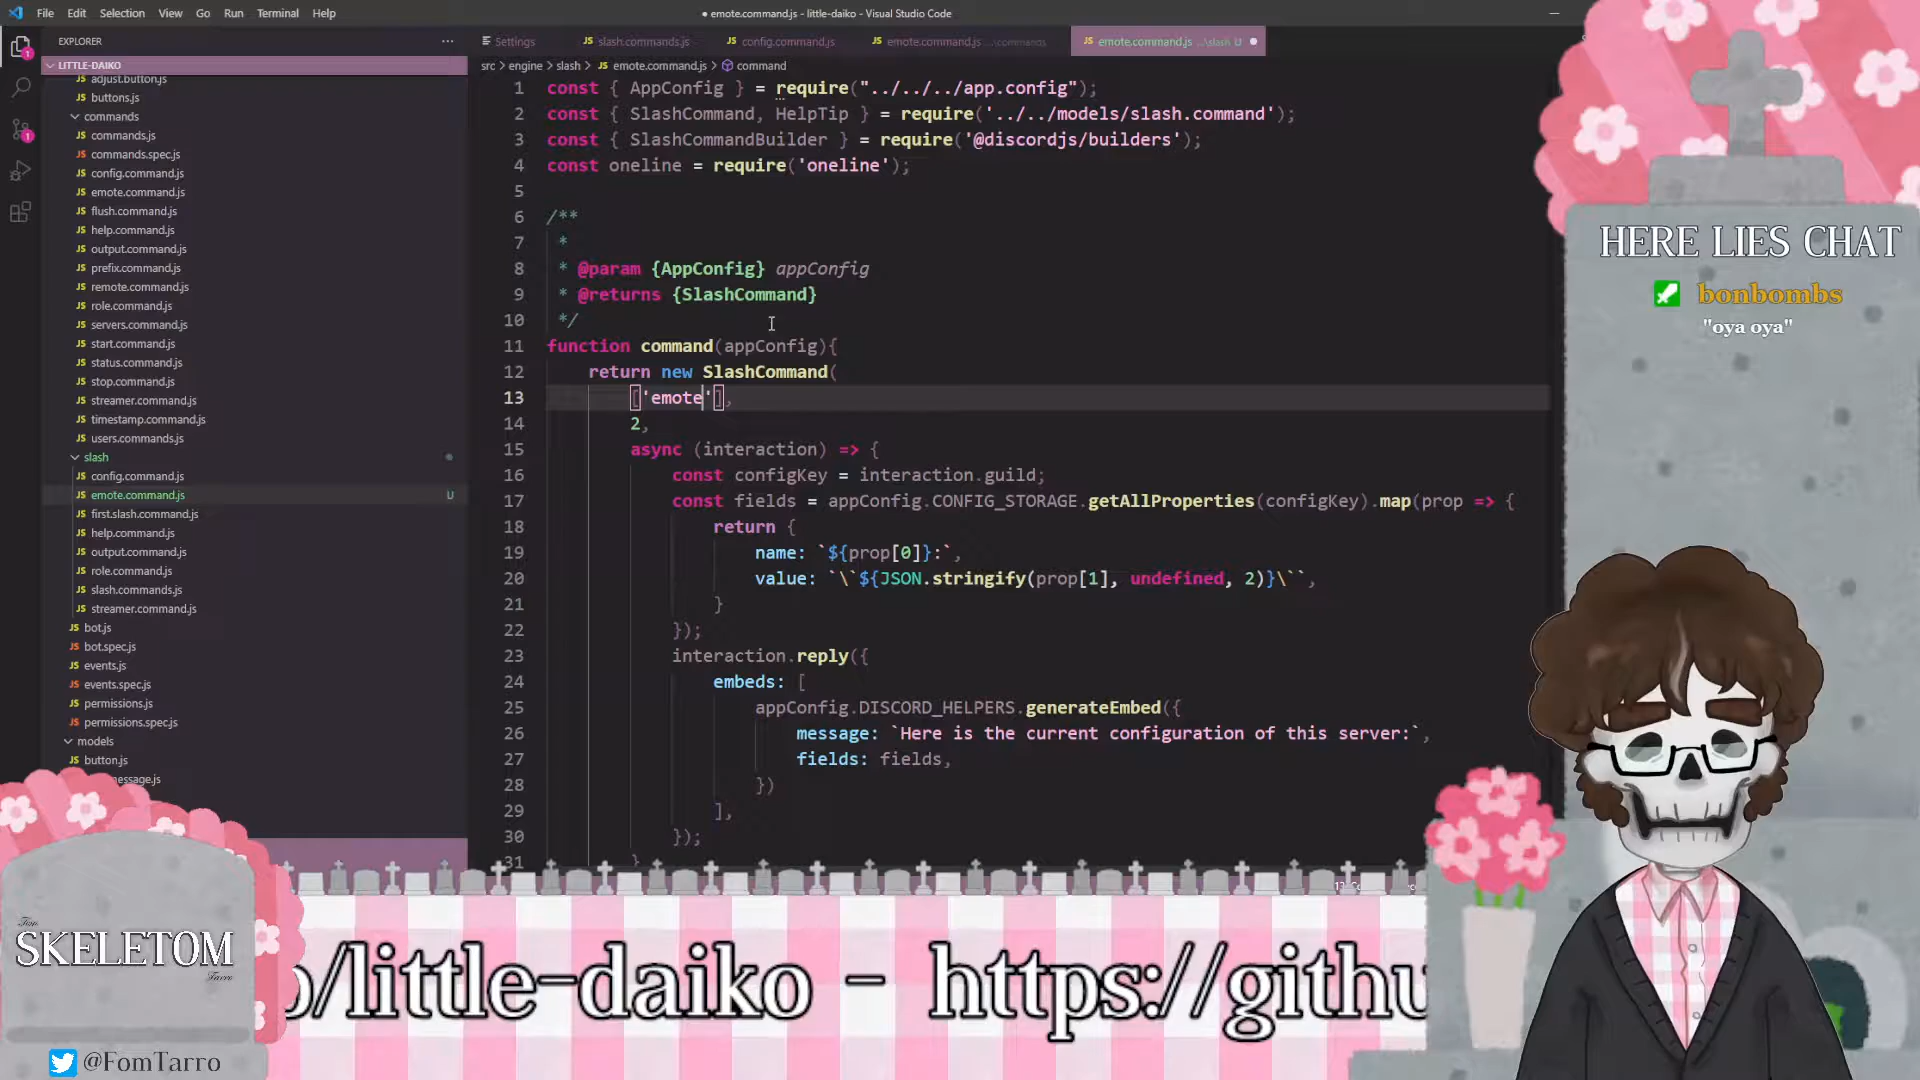 File Edit Selection View Go Run Terminal Help
● emote.command.js - little-daiko - Visual Studio Code
EXPLORER ···
LITTLE-DAIKO
adjust.button.js
buttons.js
commands
commands.js
commands.spec.js
config.command.js
emote.command.js
flush.command.js
help.command.js
output.command.js
prefix.command.js
remote.command.js
role.command.js
servers.command.js
start.command.js
status.command.js
stop.command.js
streamer.command.js
timestamp.command.js
users.commands.js
slash
config.command.js
emote.command.js U
first.slash.command.js
help.command.js
output.command.js
role.command.js
slash.commands.js
streamer.command.js
bot.js
bot.spec.js
events.js
events.spec.js
permissions.js
permissions.spec.js
models
button.js
message.js
Settings slash.commands.js config.command.js emote.command.js ...\commands emote.command.js ...\slash U ●
src > engine > slash > JS emote.command.js > command
1 const { AppConfig } = require("../../../app.config");
2 const { SlashCommand, HelpTip } = require('../../models/slash.command');
3 const { SlashCommandBuilder } = require('@discordjs/builders');
4 const oneline = require('oneline');
5
6 /**
7 *
8 * @param {AppConfig} appConfig
9 * @returns {SlashCommand}
10 */
11 function command(appConfig){
12 return new SlashCommand(
13 ['emote'],
14 2,
15 async (interaction) => {
16 const configKey = interaction.guild;
17 const fields = appConfig.CONFIG_STORAGE.getAllProperties(configKey).map(prop => {
18 return {
19 name: `${prop[0]}:`,
20 value: `\`${JSON.stringify(prop[1], undefined, 2)}\``,
21 }
22 });
23 interaction.reply({
24 embeds: [
25 appConfig.DISCORD_HELPERS.generateEmbed({
26 message: `Here is the current configuration of this server:`,
27 fields: fields,
28 })
29 ],
30 });
31 }
HERE LIES CHAT
bonbombs
"oya oya"
SKELETOM
@FomTarro
/little-daiko - https://githu